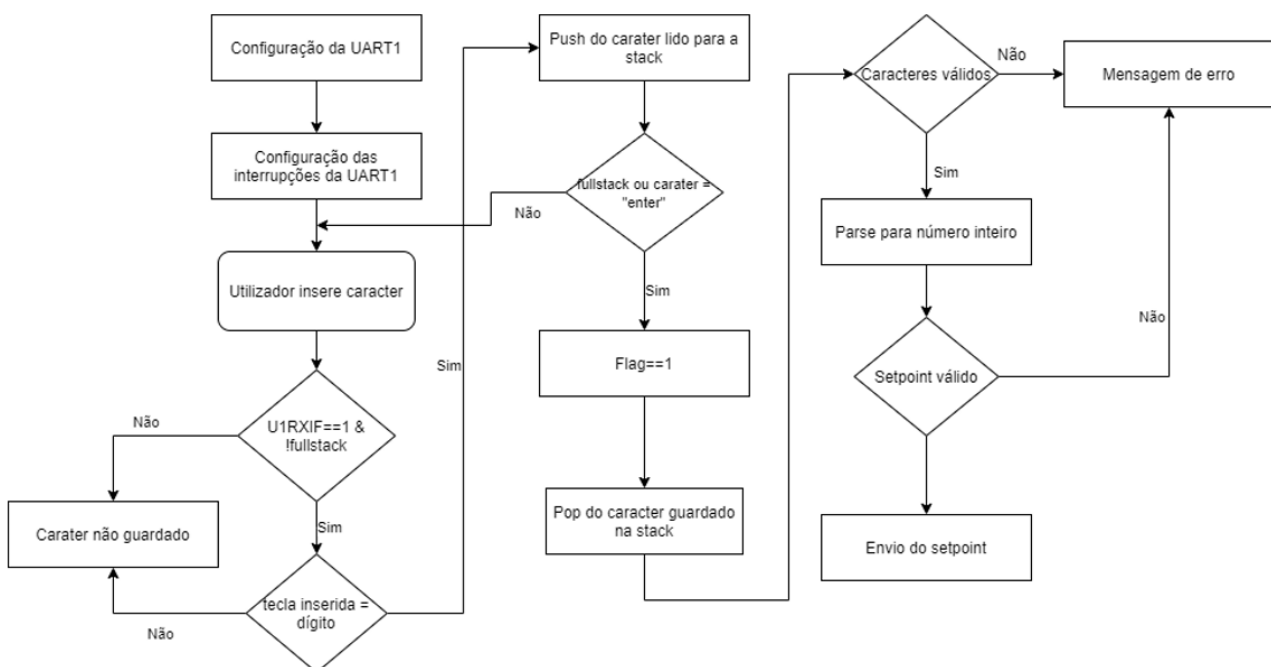 Configuração da UART1
Configuração das
interrupções da UART1
Utilizador insere caracter
U1RXIF==1 &
!fullstack
Não
Carater não guardado
Sim
tecla inserida =
dígito
Não
Sim
Push do carater lido para a
stack
fullstack ou carater =
"enter"
Não
Sim
Flag==1
Pop do caracter guardado
na stack
Caracteres válidos
Não
Mensagem de erro
Sim
Parse para número inteiro
Setpoint válido
Não
Envio do setpoint